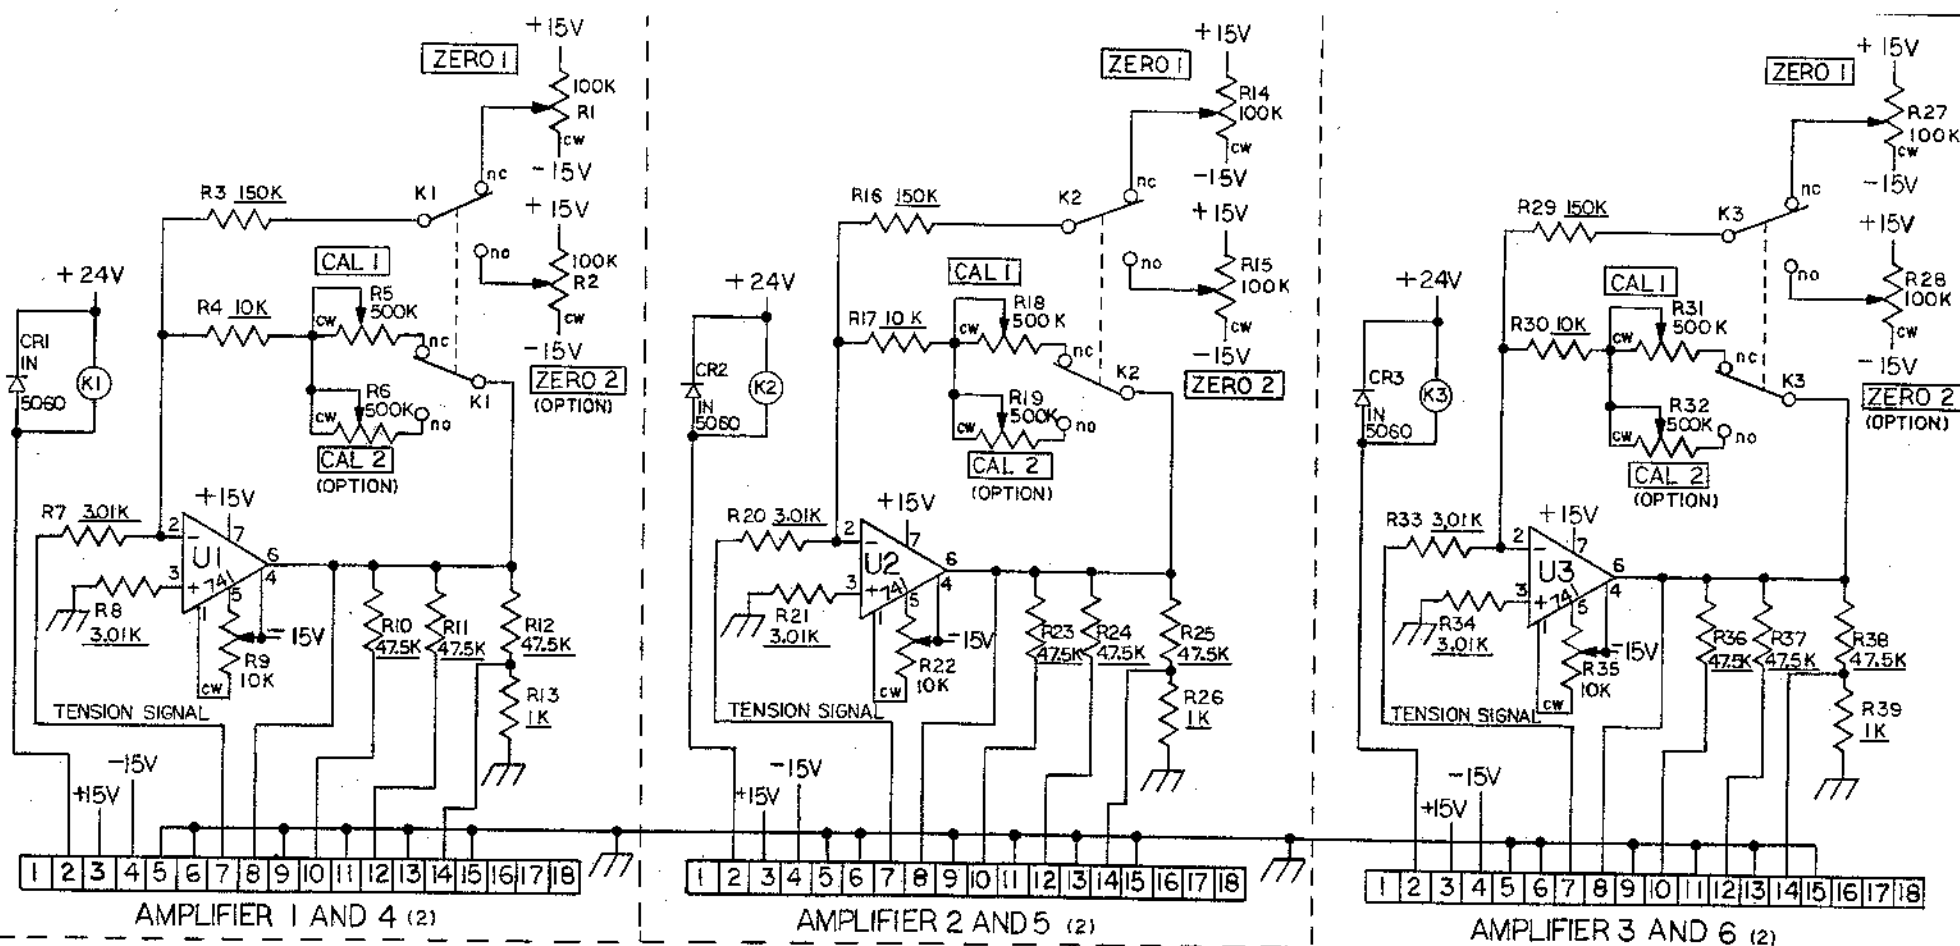 +15V
ZERO 1
100K
R1
CW
-15V
nc
K1
R3 150K
+15V
no
100K
R2
CW
-15V
ZERO 2
(OPTION)
CAL 1
R4 10K
R5
500K
CW
nc
K1
R6
500K
CW
no
CAL 2
(OPTION)
+24V
CR1
IN
5060
K1
R7 3.01K
+15V
2
-
7
U1
6
3
+
741
5
4
1
R8
3.01K
-15V
R9
10K
CW
R10
47.5K
R11
47.5K
R12
47.5K
R13
1K
TENSION SIGNAL
-15V
+15V
1 2 3 4 5 6 7 8 9 10 11 12 13 14 15 16 17 18
AMPLIFIER 1 AND 4 (2)
+15V
ZERO 1
R14
100K
CW
-15V
nc
K2
R16 150K
+15V
no
R15
100K
CW
-15V
ZERO 2
CAL 1
R17 10K
R18
500K
CW
nc
K2
R19
500K
CW
no
CAL 2
(OPTION)
+24V
CR2
IN
5060
K2
R20 3.01K
+15V
2
-
7
U2
6
3
+
741
5
4
1
R21
3.01K
-15V
R22
10K
CW
R23
47.5K
R24
47.5K
R25
47.5K
R26
1K
TENSION SIGNAL
-15V
+15V
1 2 3 4 5 6 7 8 9 10 11 12 13 14 15 16 17 18
AMPLIFIER 2 AND 5 (2)
+15V
ZERO 1
R27
100K
CW
-15V
nc
K3
R29 150K
+15V
no
R28
100K
CW
-15V
ZERO 2
(OPTION)
CAL 1
R30 10K
R31
500K
CW
nc
K3
R32
500K
CW
no
CAL 2
(OPTION)
+24V
CR3
IN
5060
K3
R33 3.01K
+15V
2
-
7
U3
6
3
+
741
5
4
1
R34
3.01K
-15V
R35
10K
CW
R36
47.5K
R37
47.5K
R38
47.5K
R39
1K
TENSION SIGNAL
-15V
+15V
1 2 3 4 5 6 7 8 9 10 11 12 13 14 15 16 17 18
AMPLIFIER 3 AND 6 (2)